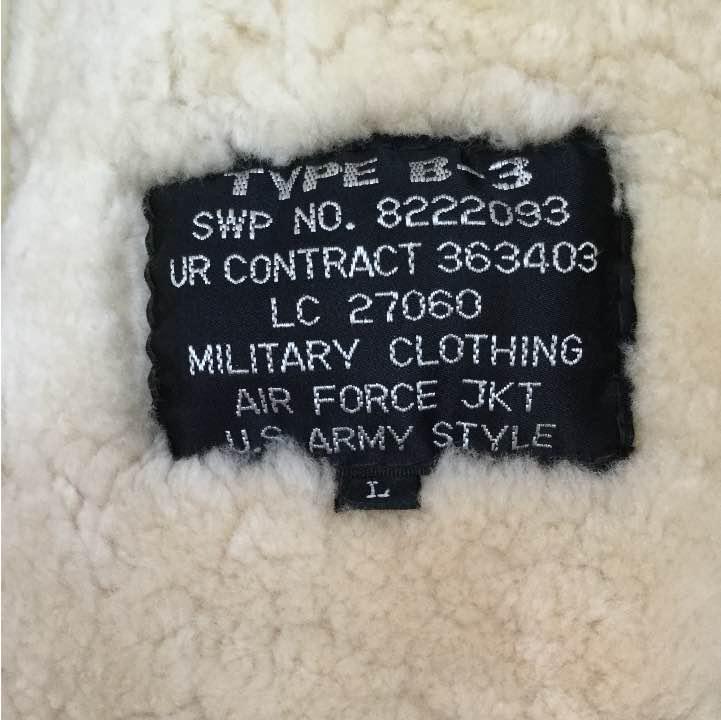 TYPE B-3
SWP NO. 8222093
UR CONTRACT 363403
LC 27060
MILITARY CLOTHING
AIR FORCE JKT
U.S. ARMY STYLE
L